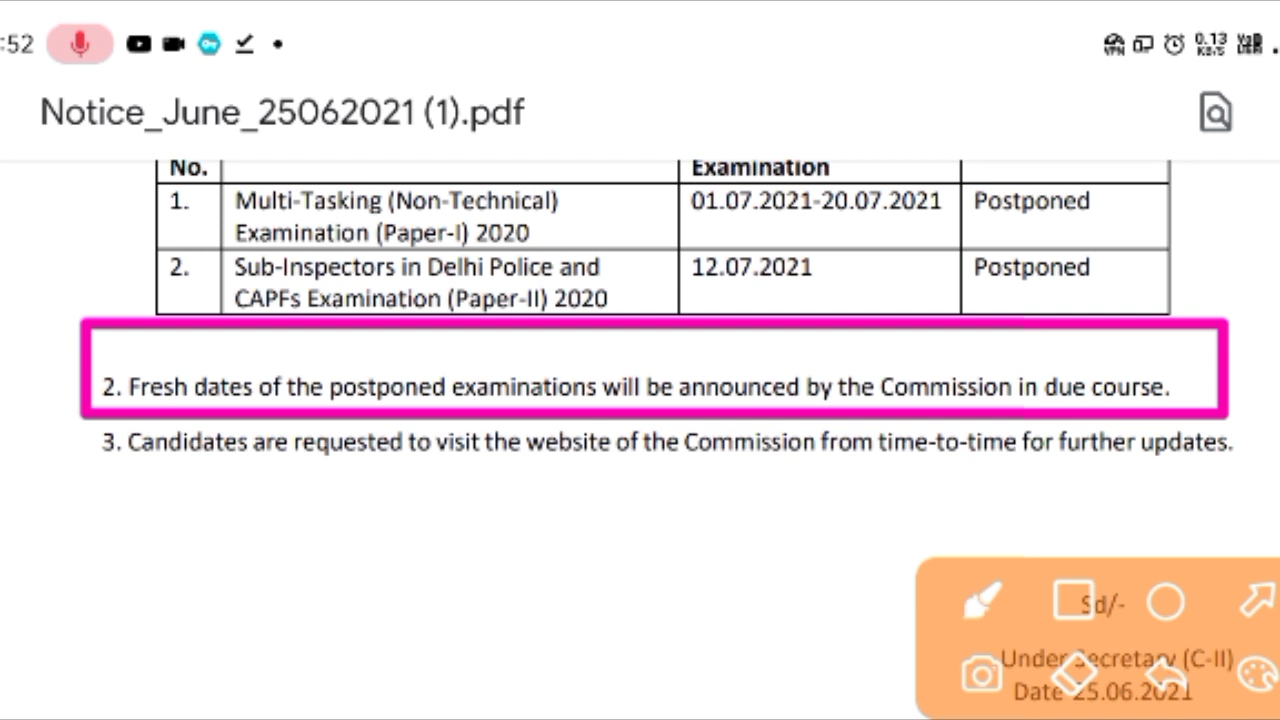 :52
0.13
KB/S
VPN
Notice_June_25062021 (1).pdf
No. Examination
1. Multi-Tasking (Non-Technical) 01.07.2021-20.07.2021 Postponed
Examination (Paper-I) 2020
2. Sub-Inspectors in Delhi Police and 12.07.2021 Postponed
CAPFs Examination (Paper-II) 2020
2. Fresh dates of the postponed examinations will be announced by the Commission in due course.
3. Candidates are requested to visit the website of the Commission from time-to-time for further updates.
Sd/-
Under Secretary (C-II)
Date 25.06.2021